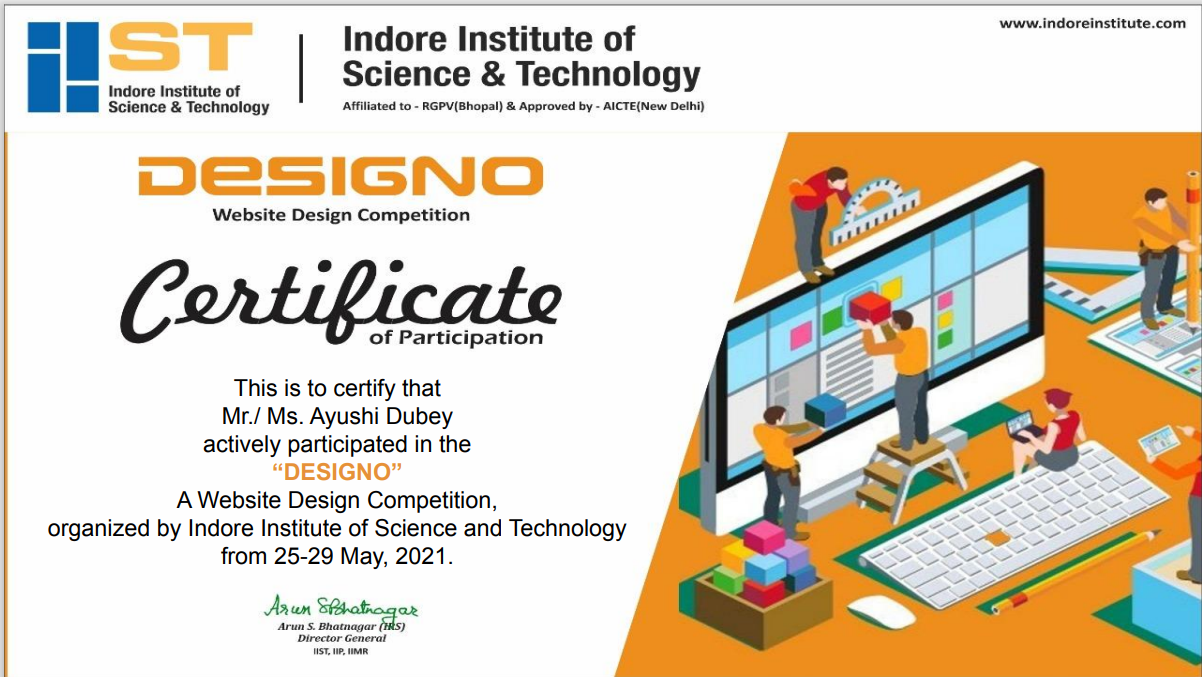 IIST
Indore Institute of
Science & Technology
Indore Institute of
Science & Technology
Affiliated to - RGPV(Bhopal) & Approved by - AICTE(New Delhi)
www.indoreinstitute.com
DESIGNO
Website Design Competition
Certificate
of Participation
This is to certify that
Mr./ Ms. Ayushi Dubey
actively participated in the
“DESIGNO”
A Website Design Competition,
organized by Indore Institute of Science and Technology
from 25-29 May, 2021.
Arun SBhatnagar
Arun S. Bhatnagar (IRS)
Director General
IIST, IIP, IIMR